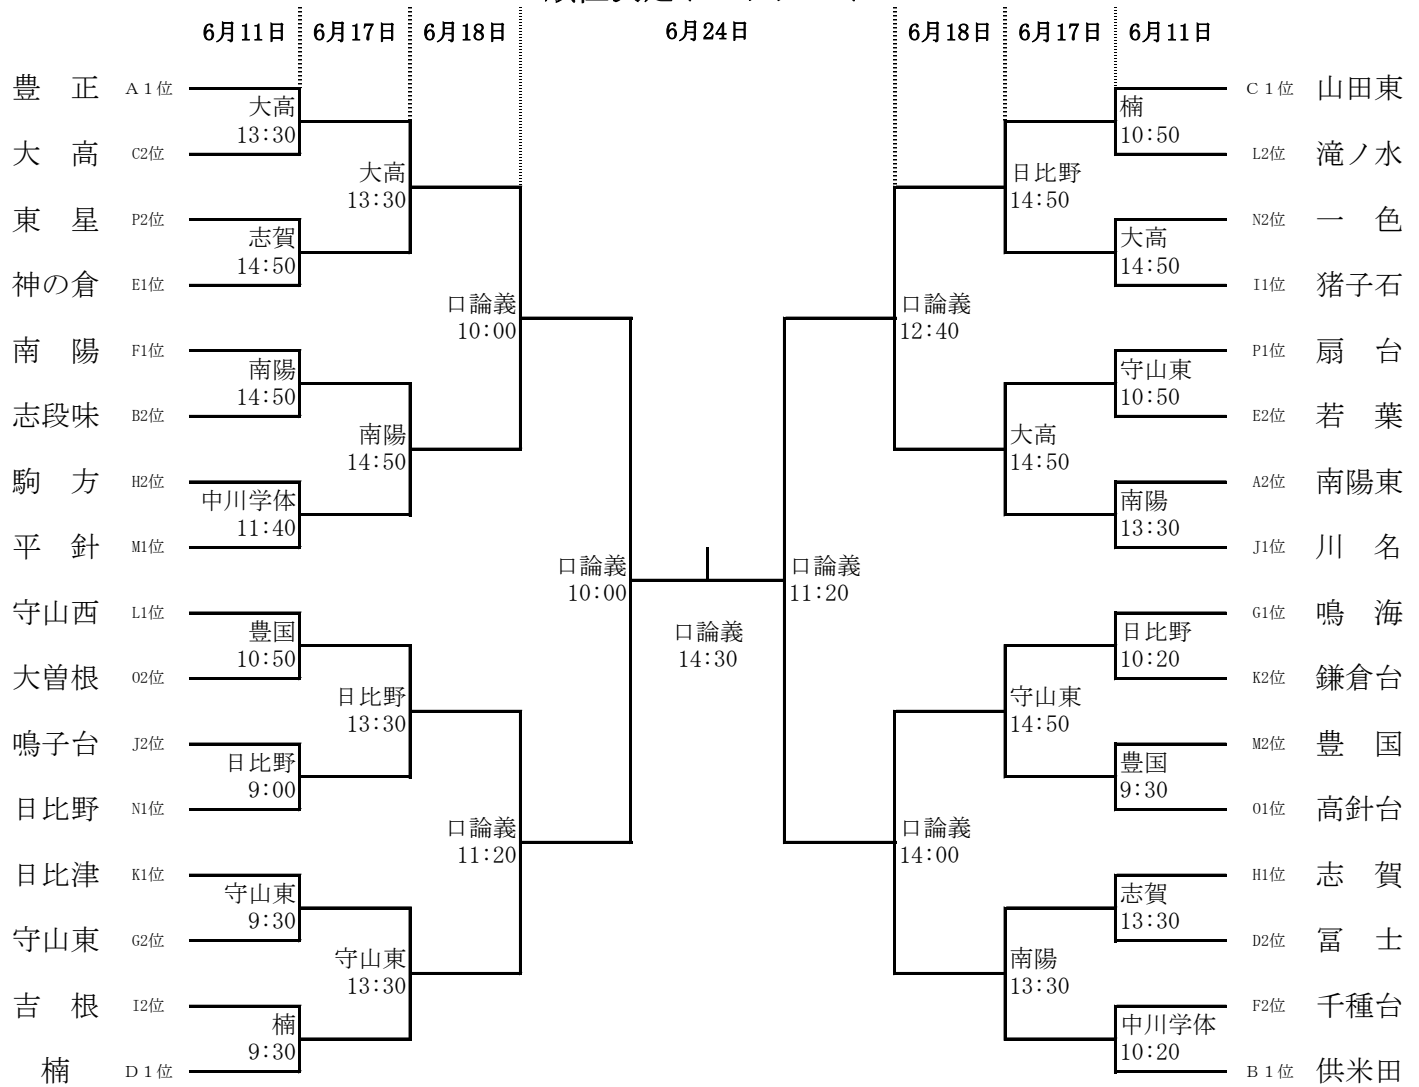 6月11日 6月17日 6月18日 6月24日 6月18日 6月17日 6月11日
豊 正 A1位 C1位 山田東
大高 楠
13:30 10:50
大 高 C2位 L2位 滝ノ水
大高 日比野
13:30 14:50
東 星 P2位 N2位 一 色
志賀 大高
14:50 14:50
神の倉 E1位 I1位 猪子石
口論義 口論義
10:00 12:40
南 陽 F1位 P1位 扇 台
南陽 守山東
14:50 10:50
志段味 B2位 E2位 若 葉
南陽 大高
14:50 14:50
駒 方 H2位 A2位 南陽東
中川学体 南陽
11:40 13:30
平 針 M1位 J1位 川 名
口論義 口論義
10:00 11:20
守山西 L1位 G1位 鳴 海
豊国 口論義 日比野
10:50 14:30 10:20
大曽根 O2位 K2位 鎌倉台
日比野 守山東
13:30 14:50
鳴子台 J2位 M2位 豊 国
日比野 豊国
9:00 9:30
日比野 N1位 O1位 高針台
口論義 口論義
11:20 14:00
日比津 K1位 H1位 志 賀
守山東 志賀
9:30 13:30
守山東 G2位 D2位 冨 士
守山東 南陽
13:30 13:30
吉 根 I2位 F2位 千種台
楠 中川学体
9:30 10:20
楠 D1位 B1位 供米田